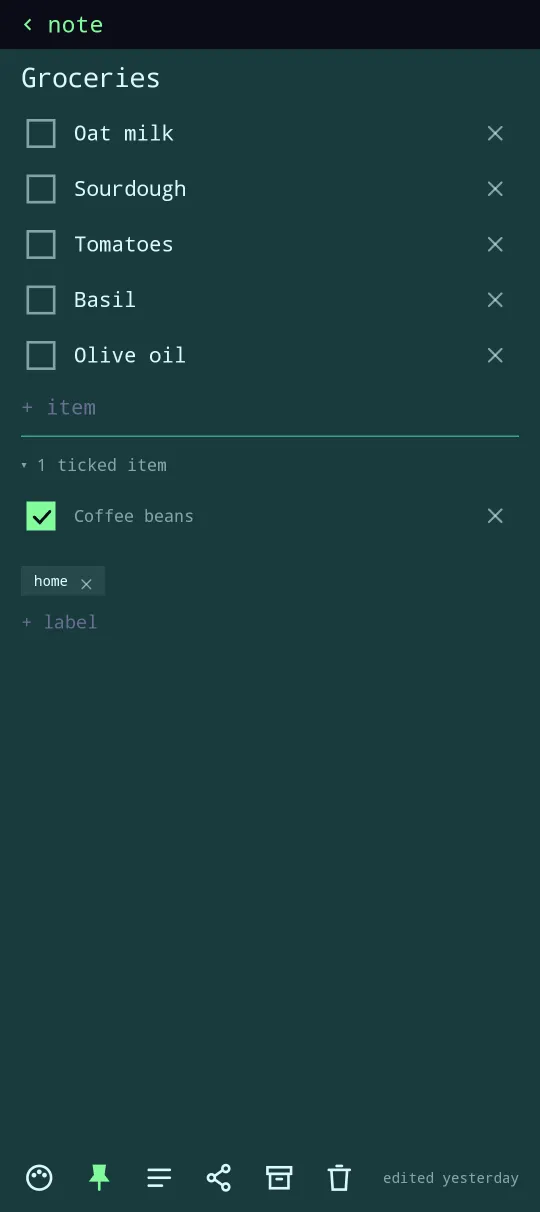 note
Groceries
Oat milk
Sourdough
Tomatoes
Basil
Olive oil
+ item
1 ticked item
Coffee beans
home
+ label
edited yesterday